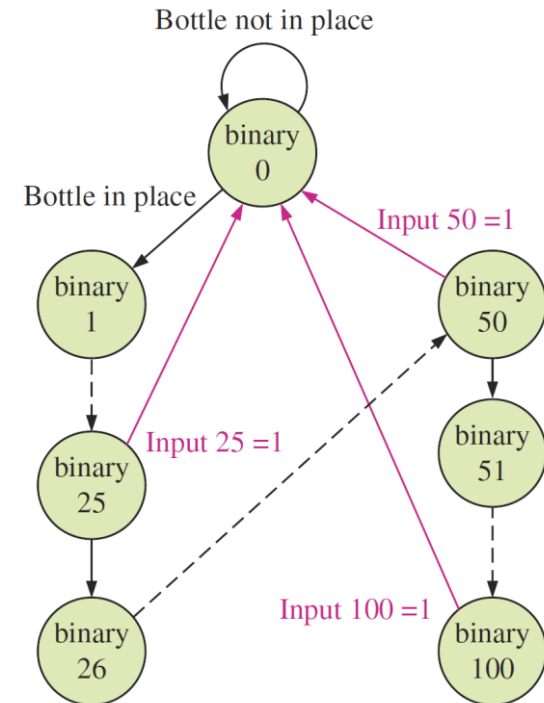 Bottle not in place
binary
0
Bottle in place
Input 50 =1
binary
1
binary
50
Input 25 =1
binary
25
binary
51
Input 100 =1
binary
26
binary
100